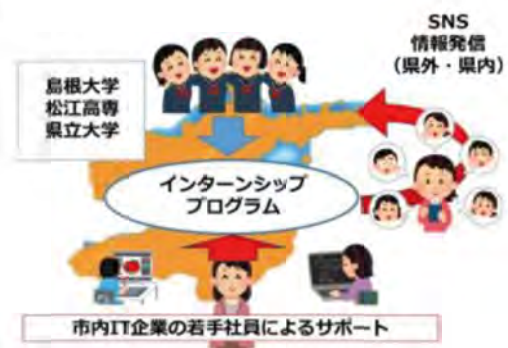 SNS
情報発信
（県外・県内）
島根大学
松江高専
県立大学
インターンシップ
プログラム
市内IT企業の若手社員によるサポート